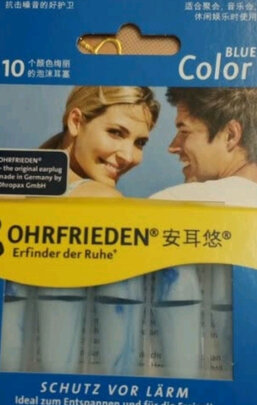 抗击噪音的好护卫
适合聚会、音乐会、
休闲娱乐时使用
BLUE
Color
10 个颜色绚丽
的泡沫耳塞
OHRFRIEDEN®
- the original earplug
made in Germany by
Ohropax GmbH
OHRFRIEDEN® 安耳悠®
Erfinder der Ruhe®
SCHUTZ VOR LÄRM
Ideal zum Entspannen und für die Freizeit